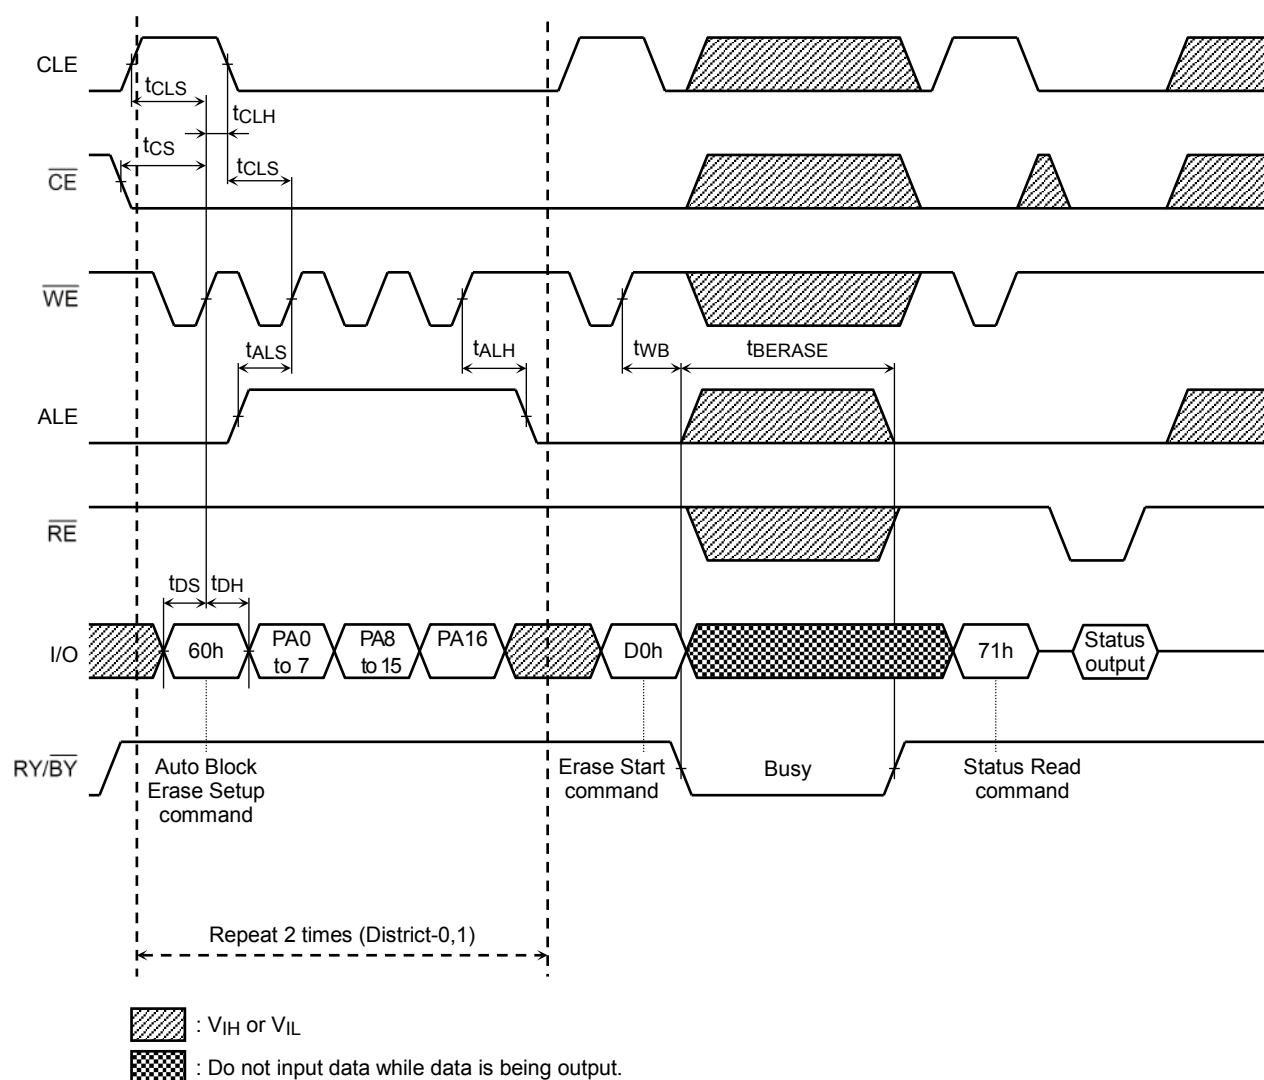 CLE
tCLS
tCLH
tCS
tCLS
CE
WE
tALS
tALH
tWB
tBERASE
ALE
RE
tDS
tDH
I/O
60h
PA0
to 7
PA8
to 15
PA16
D0h
71h
Status
output
RY/BY
Auto Block
Erase Setup
command
Erase Start
command
Busy
Status Read
command
Repeat 2 times (District-0,1)
: VIH or VIL
: Do not input data while data is being output.